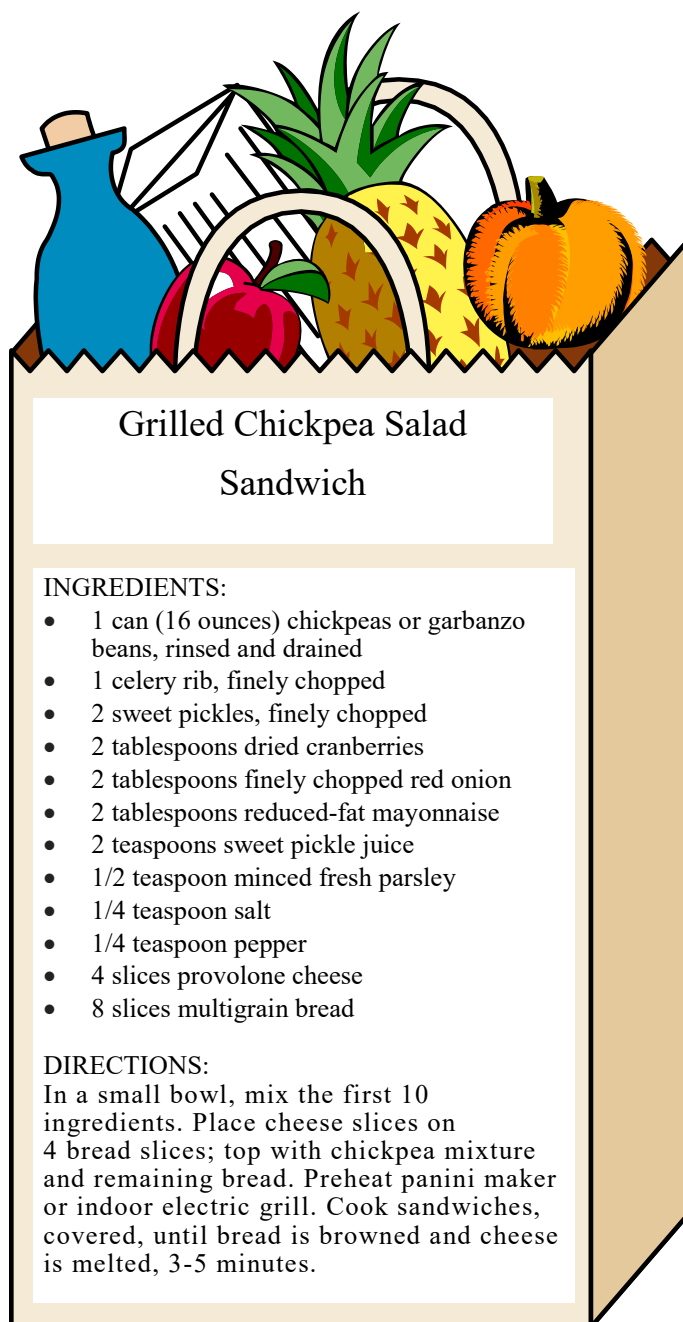 Grilled Chickpea Salad
Sandwich
INGREDIENTS:
• 1 can (16 ounces) chickpeas or garbanzo
beans, rinsed and drained
• 1 celery rib, finely chopped
• 2 sweet pickles, finely chopped
• 2 tablespoons dried cranberries
• 2 tablespoons finely chopped red onion
• 2 tablespoons reduced-fat mayonnaise
• 2 teaspoons sweet pickle juice
• 1/2 teaspoon minced fresh parsley
• 1/4 teaspoon salt
• 1/4 teaspoon pepper
• 4 slices provolone cheese
• 8 slices multigrain bread
DIRECTIONS:
In a small bowl, mix the first 10
ingredients. Place cheese slices on
4 bread slices; top with chickpea mixture
and remaining bread. Preheat panini maker
or indoor electric grill. Cook sandwiches,
covered, until bread is browned and cheese
is melted, 3-5 minutes.